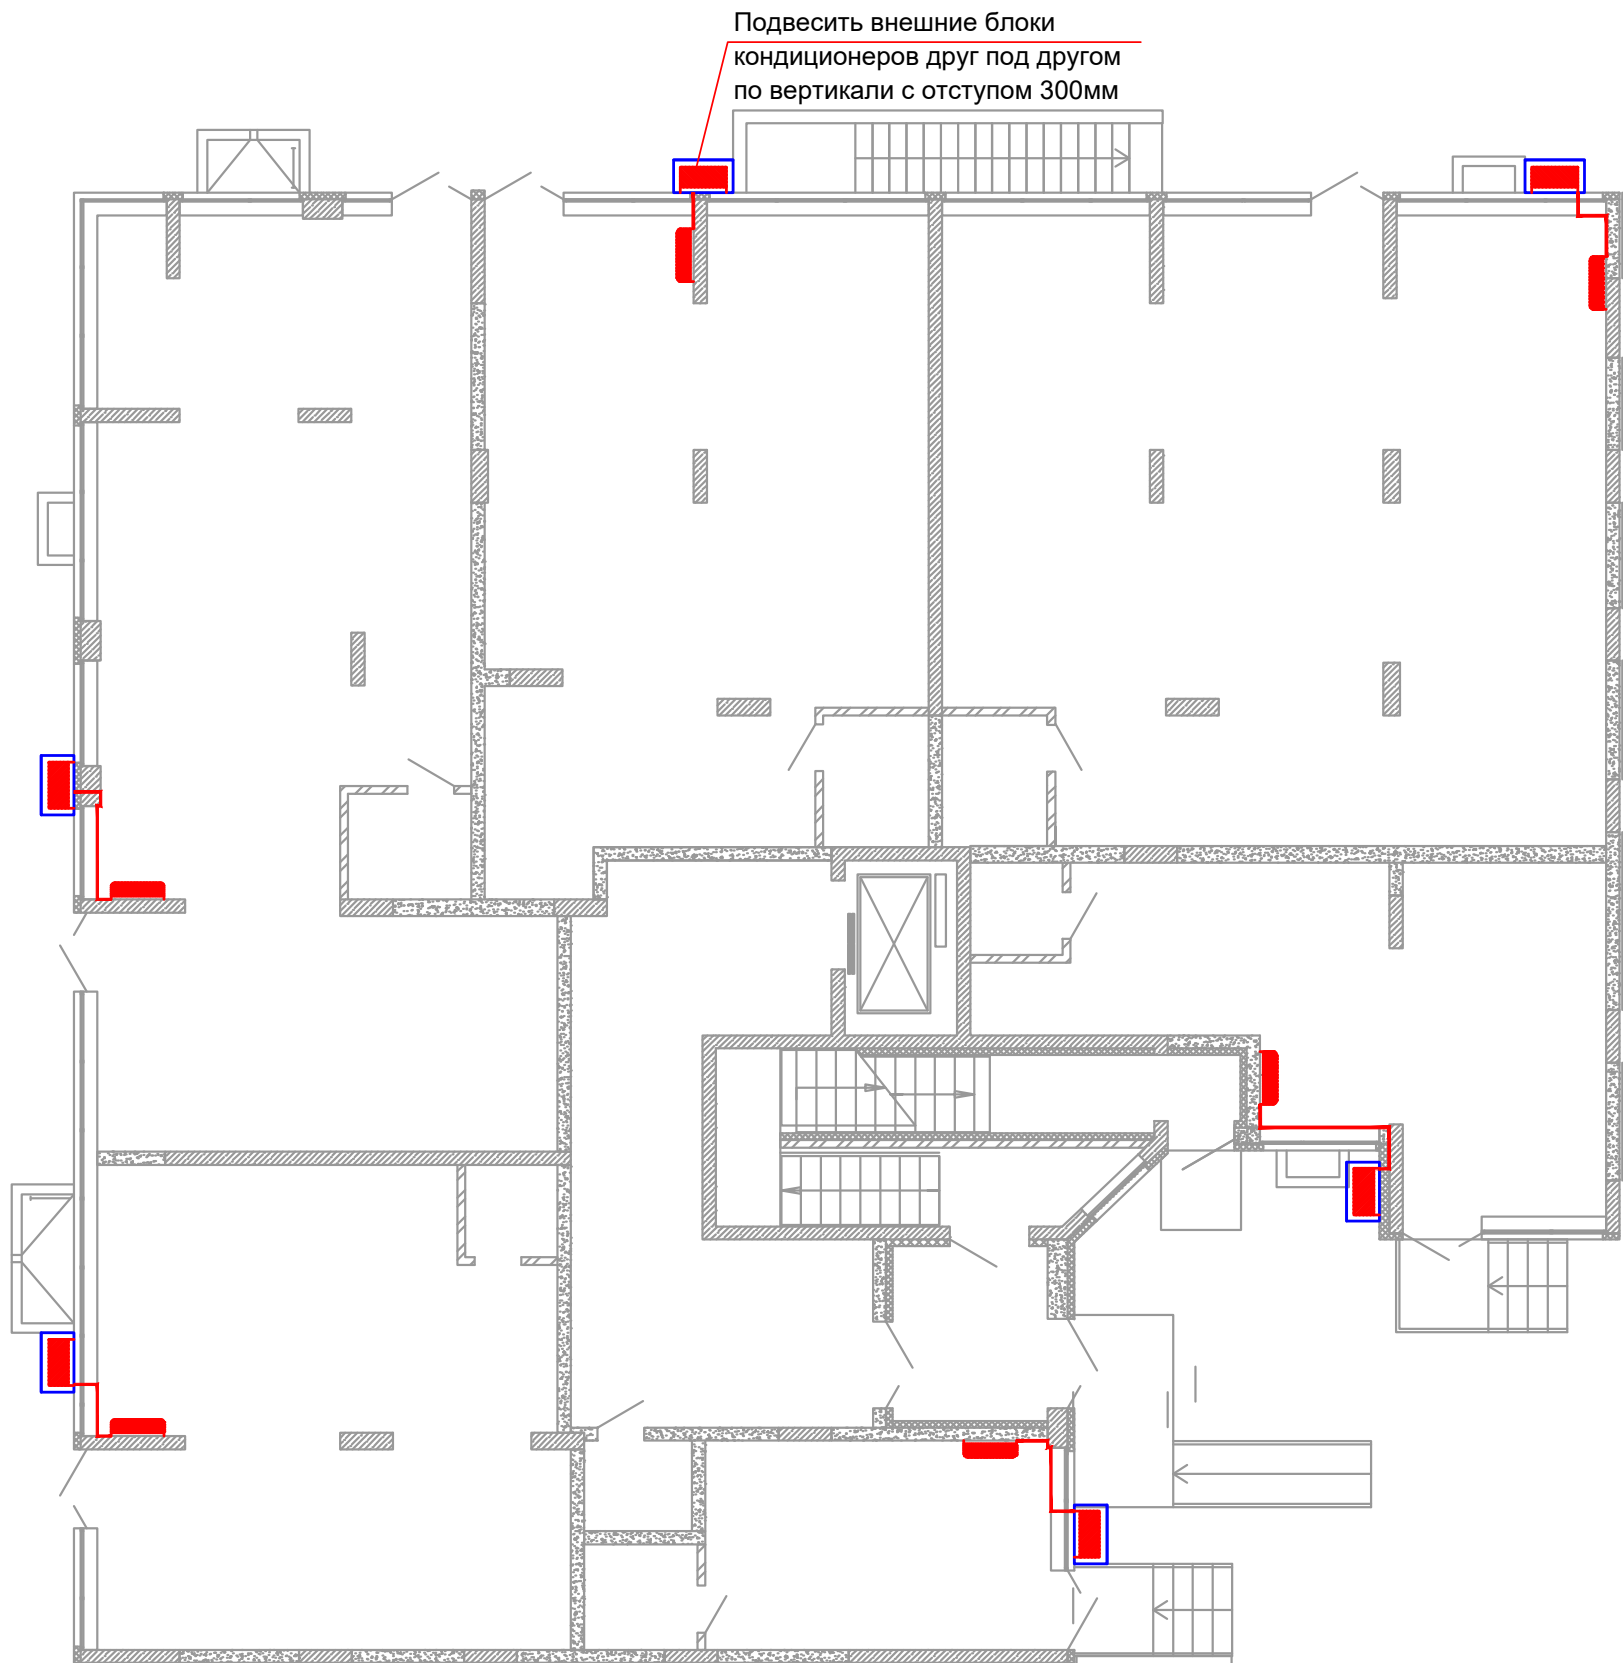 Подвесить внешние блоки
кондиционеров друг под другом
по вертикали с отступом 300мм